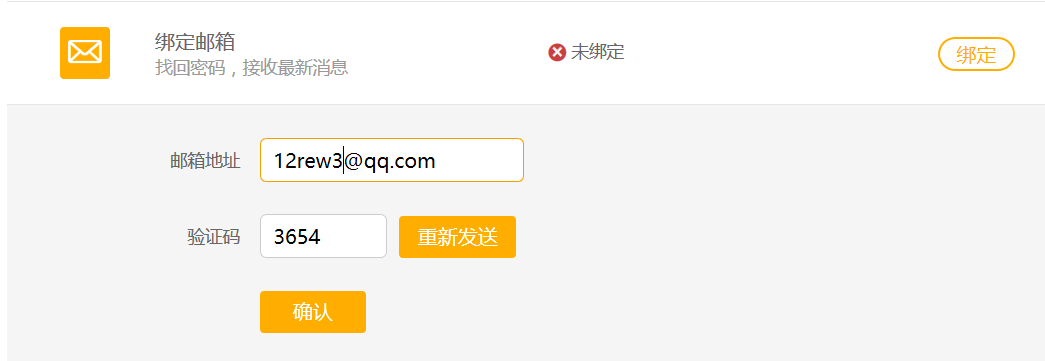 绑定邮箱
找回密码，接收最新消息
未绑定
绑定
邮箱地址 12rew3@qq.com
验证码 3654 重新发送
确认